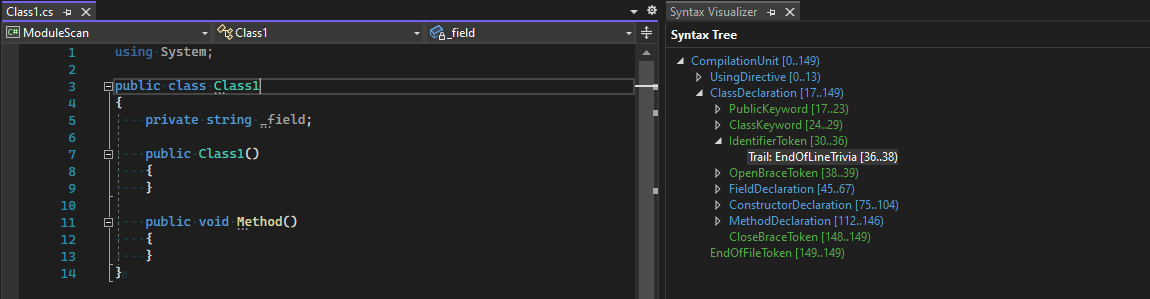 Class1.cs
ModuleScan
Class1
_field
1 using System;
2
3 public class Class1
4 {
5 private string _field;
6
7 public Class1()
8 {
9 }
10
11 public void Method()
12 {
13 }
14 }
Syntax Visualizer
Syntax Tree
CompilationUnit [0..149]
UsingDirective [0..13]
ClassDeclaration [17..149]
PublicKeyword [17..23]
ClassKeyword [24..29]
IdentifierToken [30..36]
Trail: EndOfLineTrivia [36..38]
OpenBraceToken [38..39]
FieldDeclaration [45..67]
ConstructorDeclaration [75..104]
MethodDeclaration [112..146]
CloseBraceToken [148..149]
EndOfFileToken [149..149]